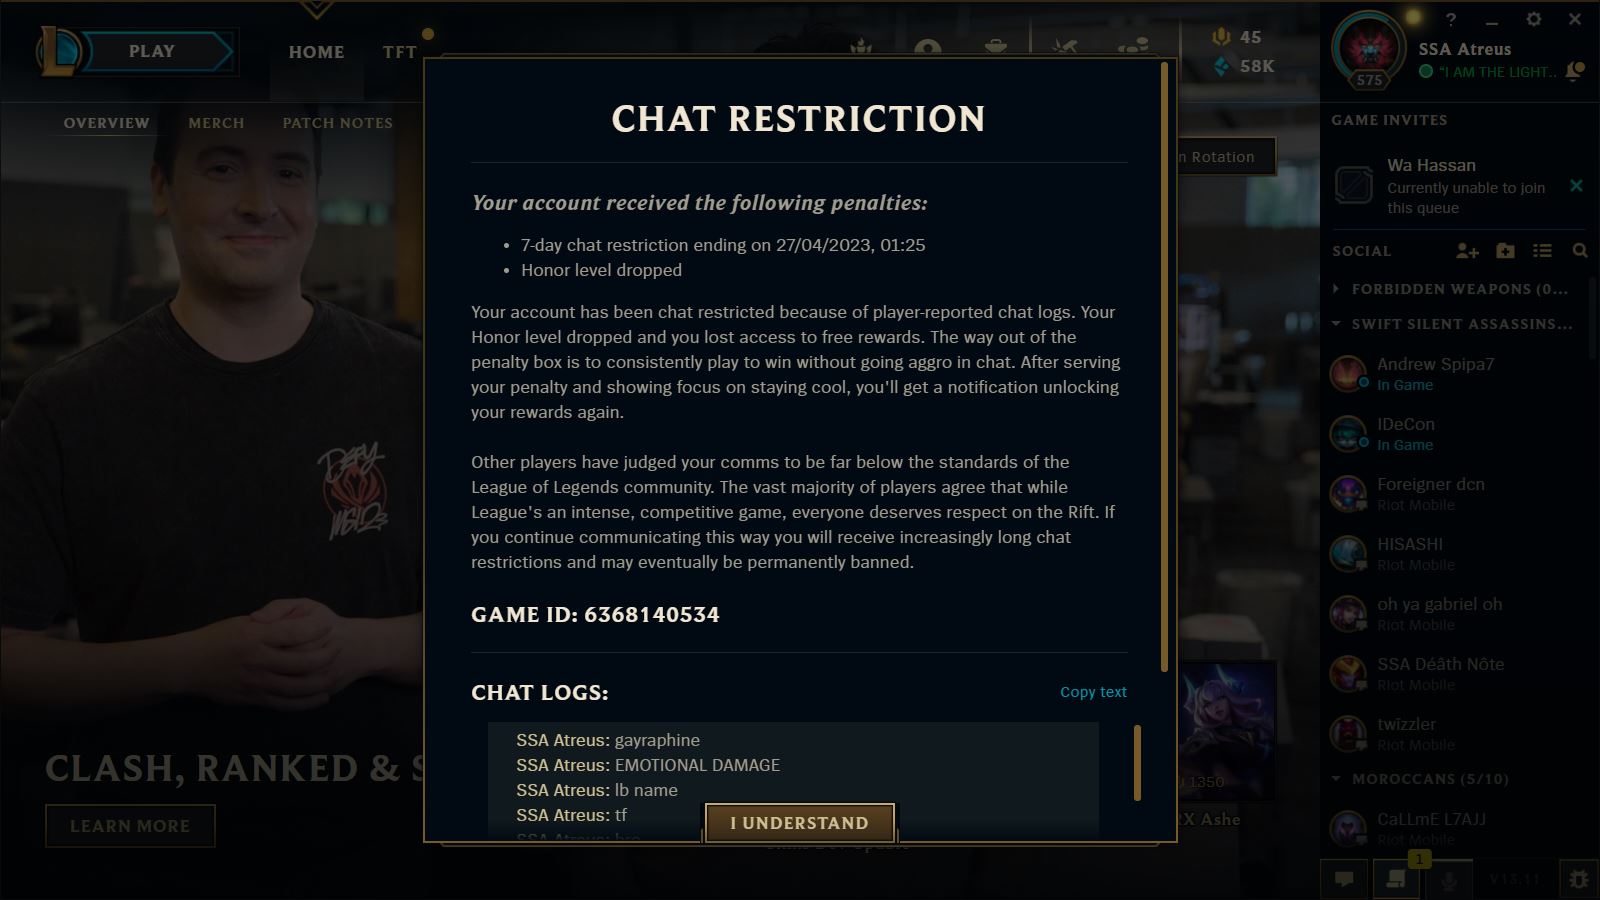 PLAY
HOME
TFT
45
58K
?
SSA Atreus
575
"I AM THE LIGHT...
OVERVIEW
MERCH
PATCH NOTES
n Rotation
GAME INVITES
Wa Hassan
Currently unable to join
this queue
SOCIAL
FORBIDDEN WEAPONS (0...
SWIFT SILENT ASSASSINS...
Andrew Spipa7
In Game
IDeCon
In Game
Foreigner dcn
Riot Mobile
HISASHI
Riot Mobile
oh ya gabriel oh
Riot Mobile
SSA Déâth Nôte
Riot Mobile
twïzzler
Riot Mobile
MOROCCANS (5/10)
CaLLmE L7AJJ
Riot Mobile
1
V13.11
CHAT RESTRICTION
Your account received the following penalties:
• 7-day chat restriction ending on 27/04/2023, 01:25
• Honor level dropped
Your account has been chat restricted because of player-reported chat logs. Your
Honor level dropped and you lost access to free rewards. The way out of the
penalty box is to consistently play to win without going aggro in chat. After serving
your penalty and showing focus on staying cool, you'll get a notification unlocking
your rewards again.
Other players have judged your comms to be far below the standards of the
League of Legends community. The vast majority of players agree that while
League's an intense, competitive game, everyone deserves respect on the Rift. If
you continue communicating this way you will receive increasingly long chat
restrictions and may eventually be permanently banned.
GAME ID: 6368140534
CHAT LOGS:
Copy text
SSA Atreus: gayraphine
SSA Atreus: EMOTIONAL DAMAGE
SSA Atreus: lb name
SSA Atreus: tf
SSA Atreus: bro
I UNDERSTAND
CLASH, RANKED & S
LEARN MORE
1350
Ashe